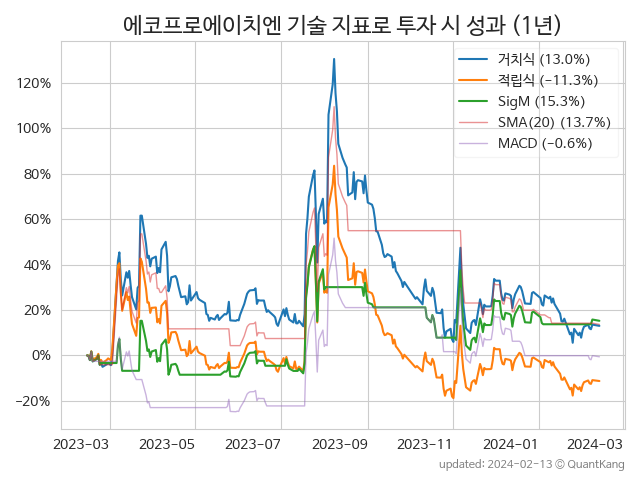 에코프로에이치엔 기술 지표로 투자 시 성과 (1년)
거치식 (13.0%)
적립식 (-11.3%)
SigM (15.3%)
SMA(20) (13.7%)
MACD (-0.6%)
120%
100%
80%
60%
40%
20%
0%
-20%
2023-03 2023-05 2023-07 2023-09 2023-11 2024-01 2024-03
updated: 2024-02-13 © QuantKang